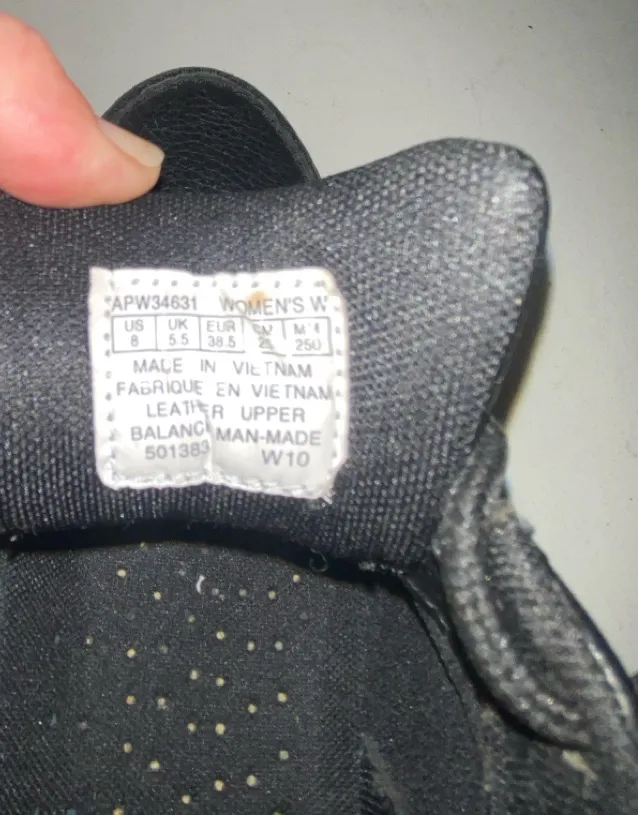 APW34631 WOMEN'S W
US UK EUR
8 5.5 38.5 250
MADE IN VIETNAM
FABRIQUE EN VIETNAM
LEATHER UPPER
BALANC MAN-MADE
501383 W10